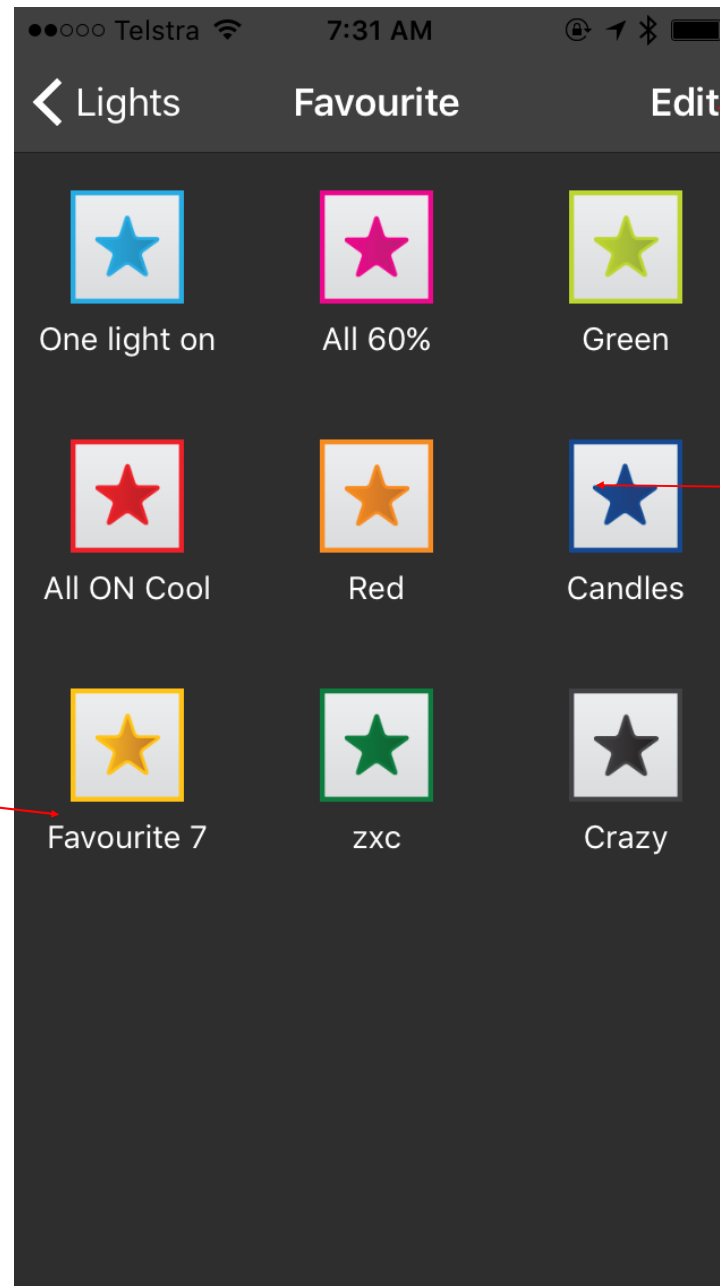 Telstra 7:31 AM
Lights Favourite Edit
One light on All 60% Green
All ON Cool Red Candles
Favourite 7 zxc Crazy